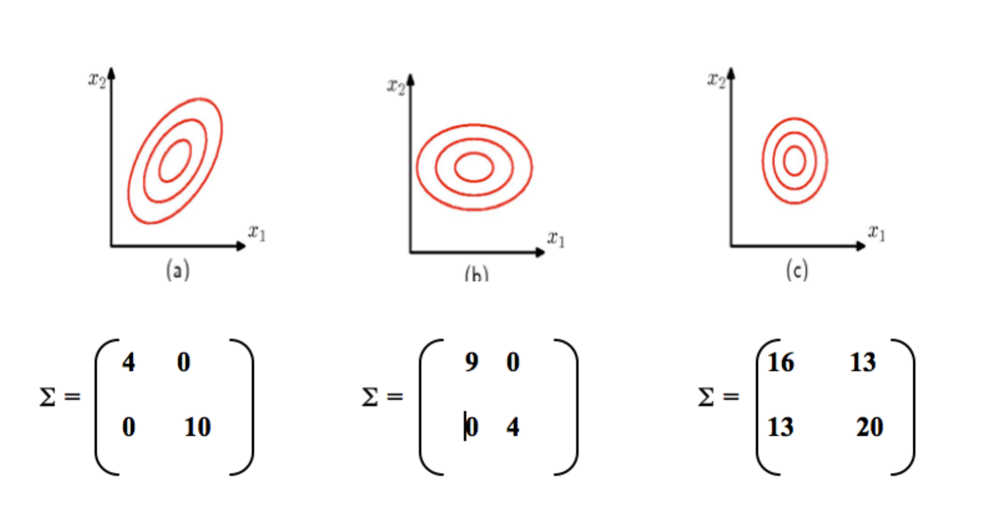 x₂ x₂ x₂
x₁ x₁ x₁
(a) (b) (c)
4 0 9 0 16 13
Σ = Σ = Σ =
0 10 0 4 13 20